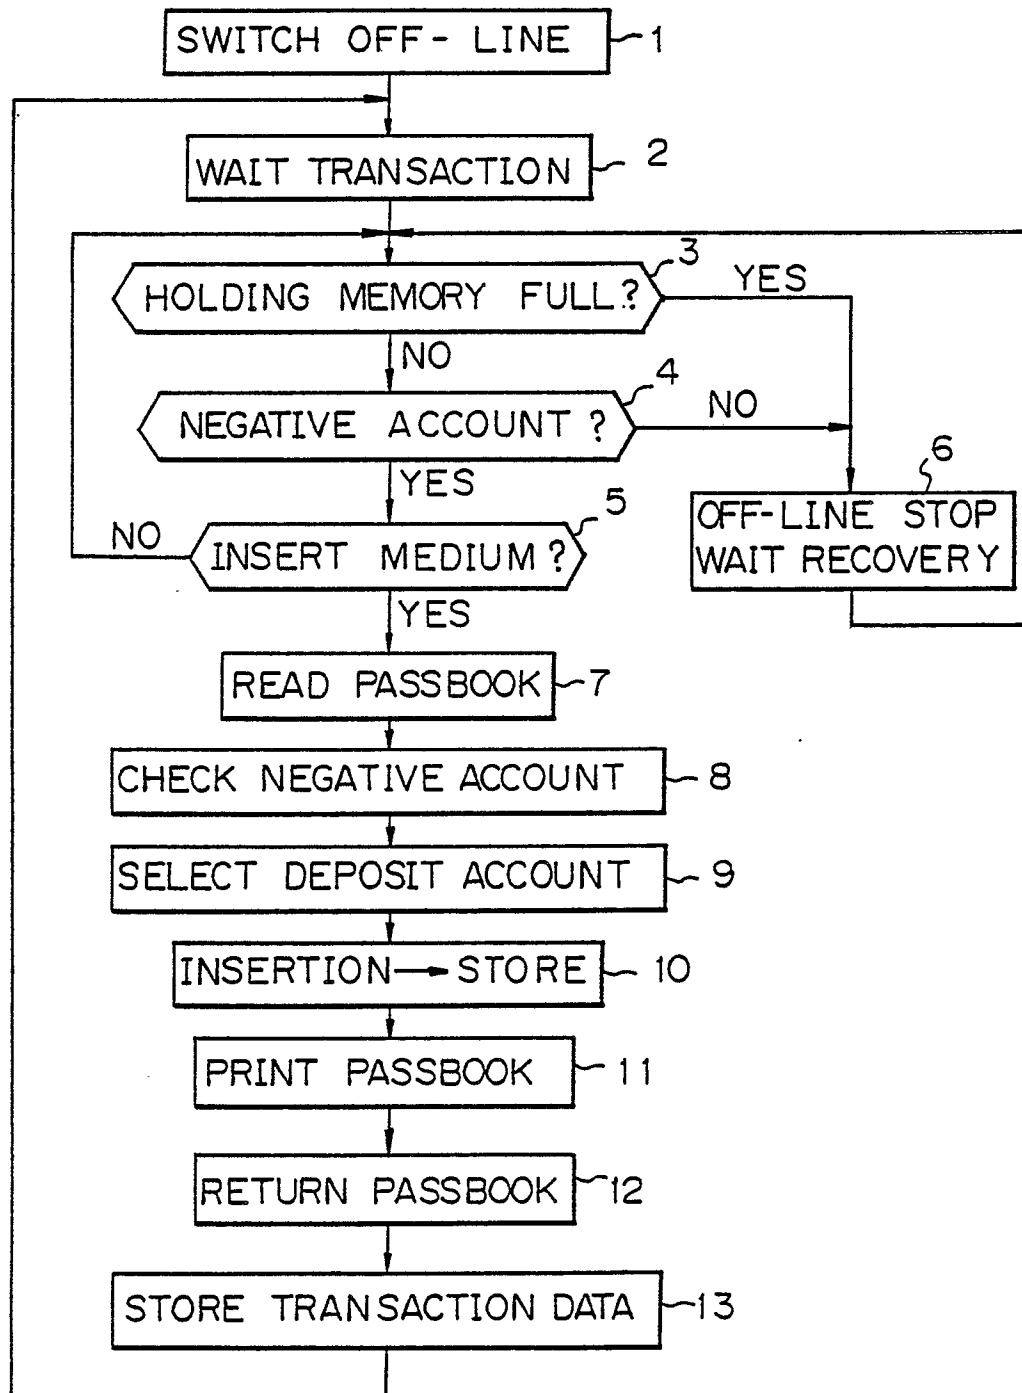 SWITCH OFF-LINE 1
WAIT TRANSACTION 2
HOLDING MEMORY FULL? 3
YES
NO
NEGATIVE ACCOUNT? 4
NO
YES
OFF-LINE STOP
WAIT RECOVERY
6
INSERT MEDIUM? 5
NO
YES
READ PASSBOOK 7
CHECK NEGATIVE ACCOUNT 8
SELECT DEPOSIT ACCOUNT 9
INSERTION → STORE 10
PRINT PASSBOOK 11
RETURN PASSBOOK 12
STORE TRANSACTION DATA 13